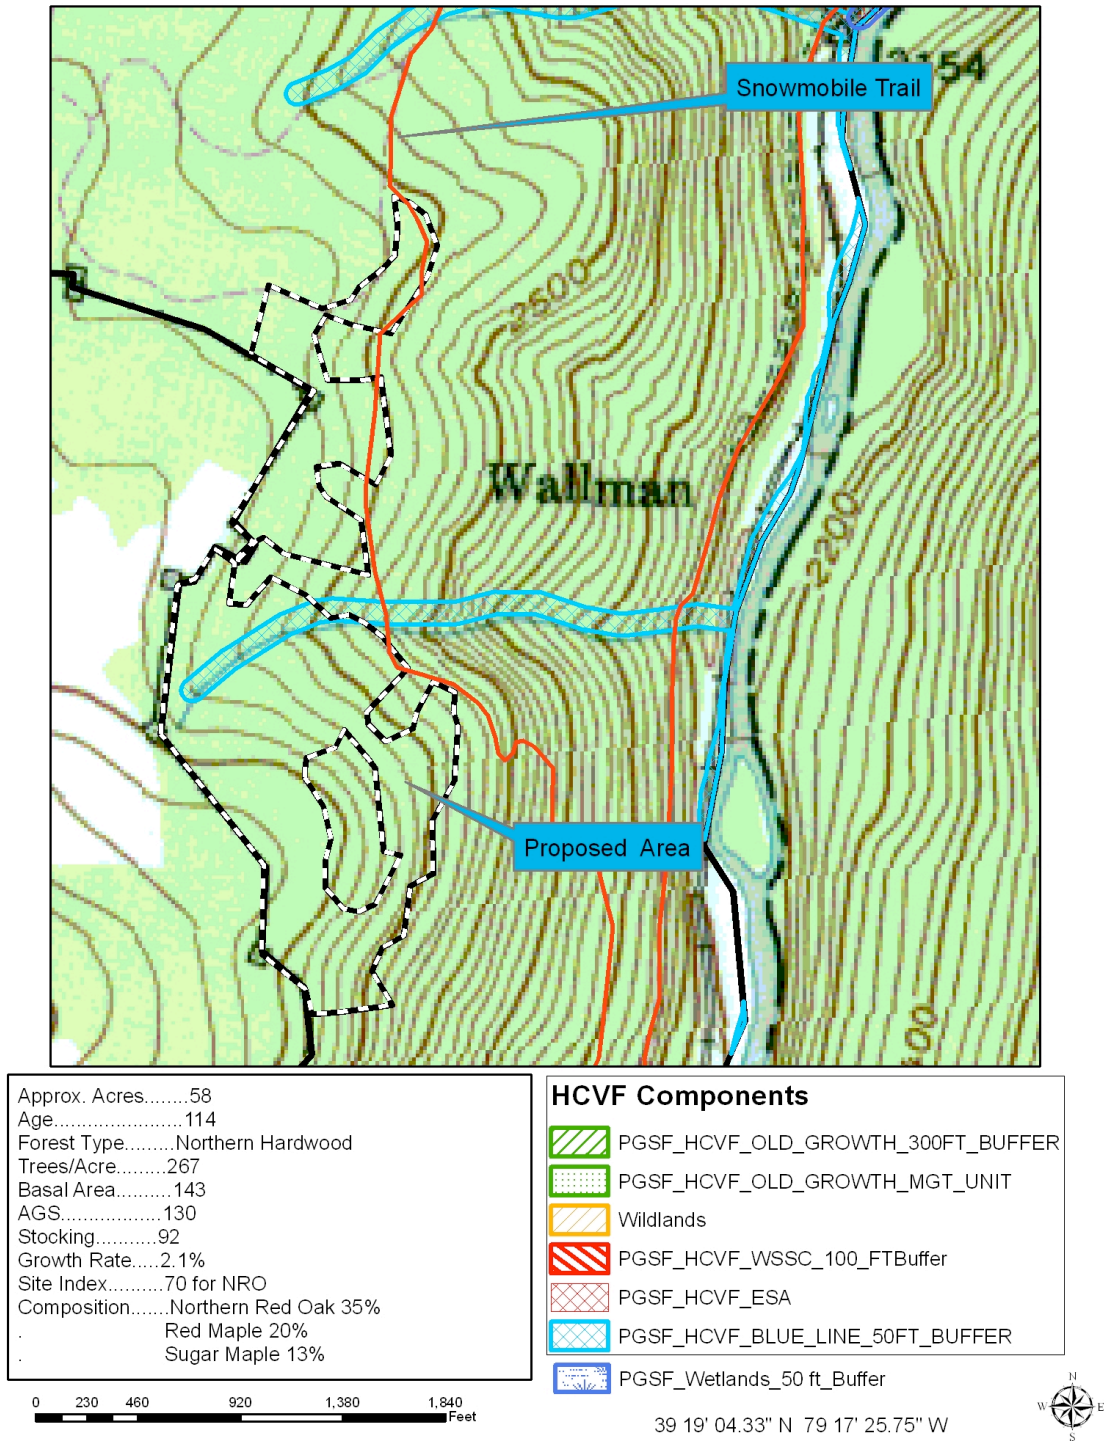 2154
Snowmobile Trail
2500
Wallman
2200
Proposed Area
Approx. Acres........58
Age.......................114
Forest Type.........Northern Hardwood
Trees/Acre.........267
Basal Area..........143
AGS..................130
Stocking...........92
Growth Rate.....2.1%
Site Index..........70 for NRO
Composition.......Northern Red Oak 35%
. Red Maple 20%
. Sugar Maple 13%
HCVF Components
PGSF_HCVF_OLD_GROWTH_300FT_BUFFER
PGSF_HCVF_OLD_GROWTH_MGT_UNIT
Wildlands
PGSF_HCVF_WSSC_100_FTBuffer
PGSF_HCVF_ESA
PGSF_HCVF_BLUE_LINE_50FT_BUFFER
PGSF_Wetlands_50 ft_Buffer
0 230 460 920 1,380 1,840
Feet
39 19' 04.33" N 79 17' 25.75" W
N
W E
S